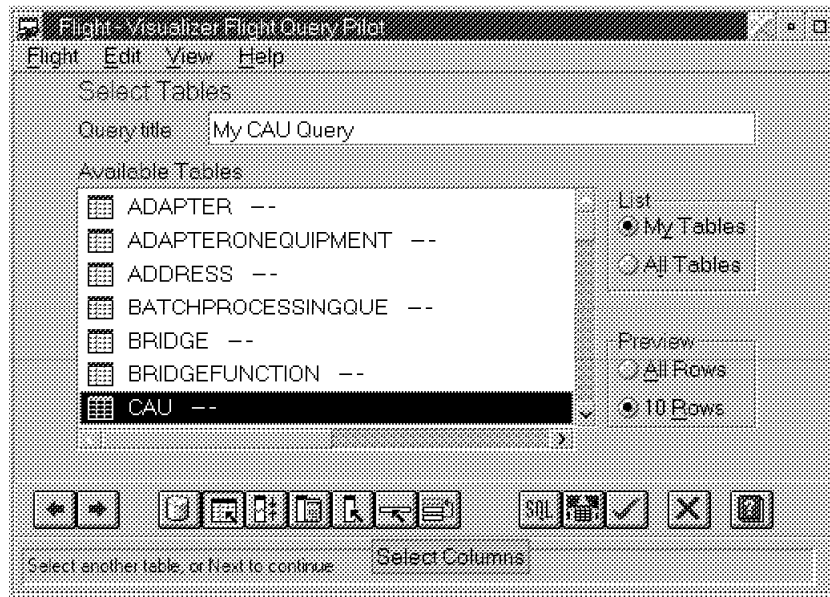 Flight - Visualizer Flight Query Pilot
Flight Edit View Help
Select Tables
Query title My CAU Query
Available Tables
ADAPTER --
ADAPTERONEQUIPMENT --
ADDRESS --
BATCHPROCESSINGQUE --
BRIDGE --
BRIDGEFUNCTION --
CAU --
List
My Tables
All Tables
Preview
All Rows
10 Rows
SQL
Select another table, or Next to continue
Select Columns